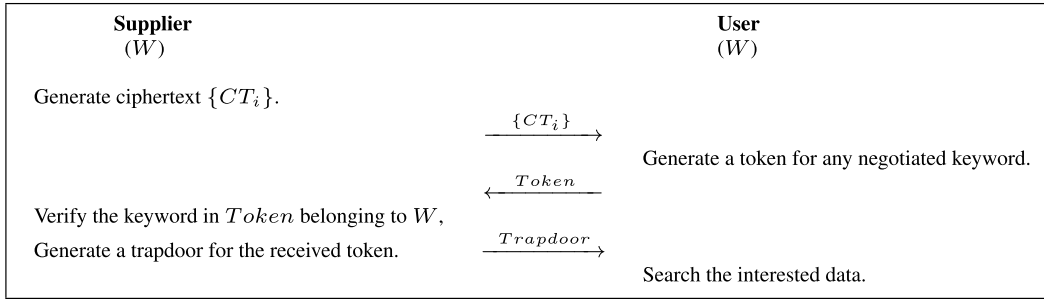 Supplier User
(W) (W)
Generate ciphertext {CT_i}.
{CT_i}
Generate a token for any negotiated keyword.
Token
Verify the keyword in Token belonging to W,
Generate a trapdoor for the received token.
Trapdoor
Search the interested data.